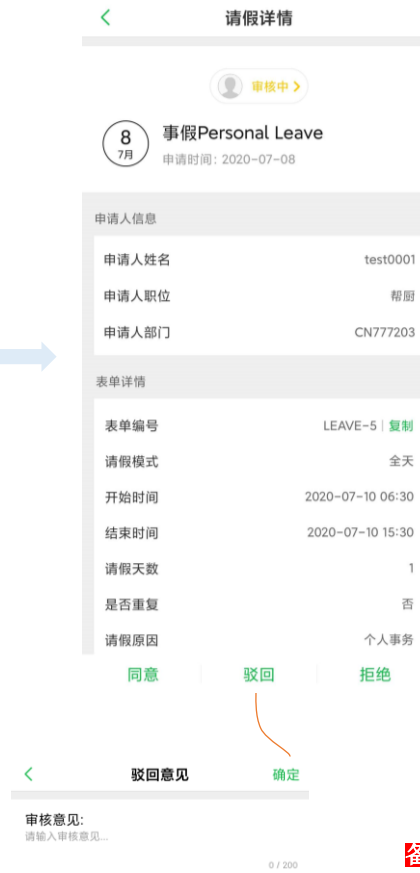 请假详情
审核中
8
7月
事假Personal Leave
申请时间: 2020-07-08
申请人信息
申请人姓名 test0001
申请人职位 帮厨
申请人部门 CN777203
表单详情
表单编号 LEAVE-5 | 复制
请假模式 全天
开始时间 2020-07-10 06:30
结束时间 2020-07-10 15:30
请假天数 1
是否重复 否
请假原因 个人事务
同意 驳回 拒绝
驳回意见 确定
审核意见:
请输入审核意见...
0 / 200